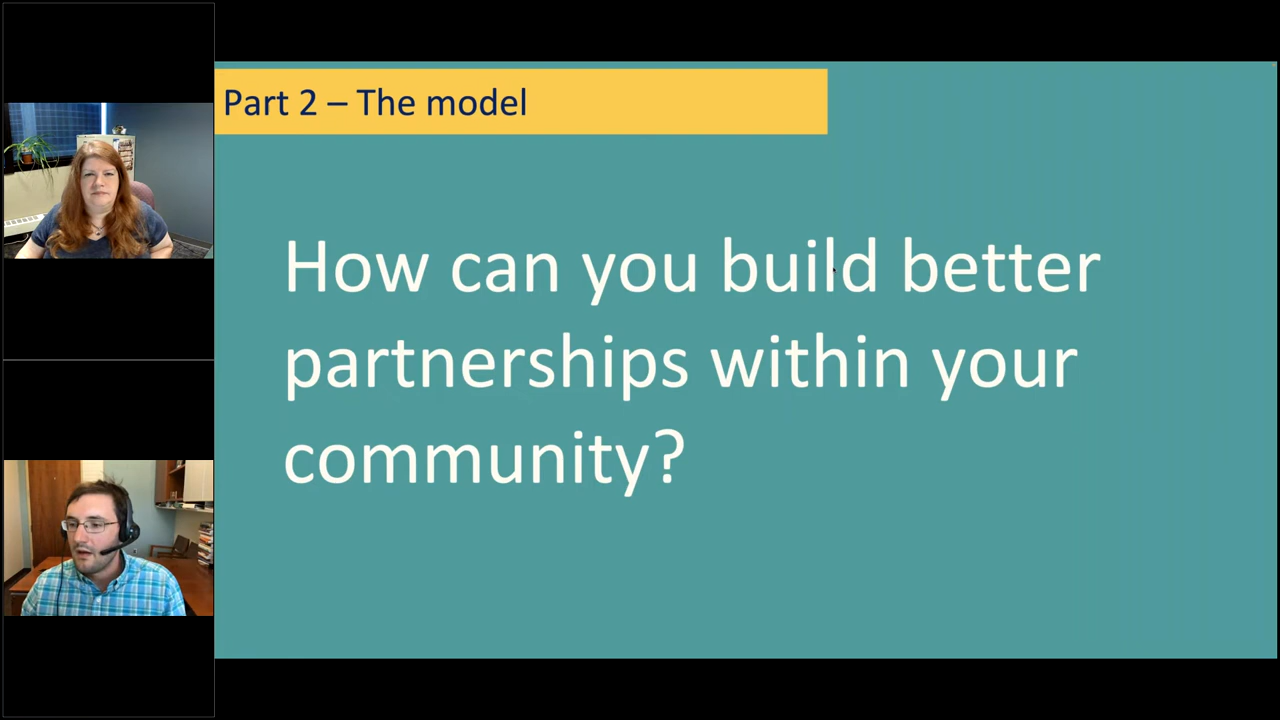 Part 2 – The model
How can you build better
partnerships within your
community?